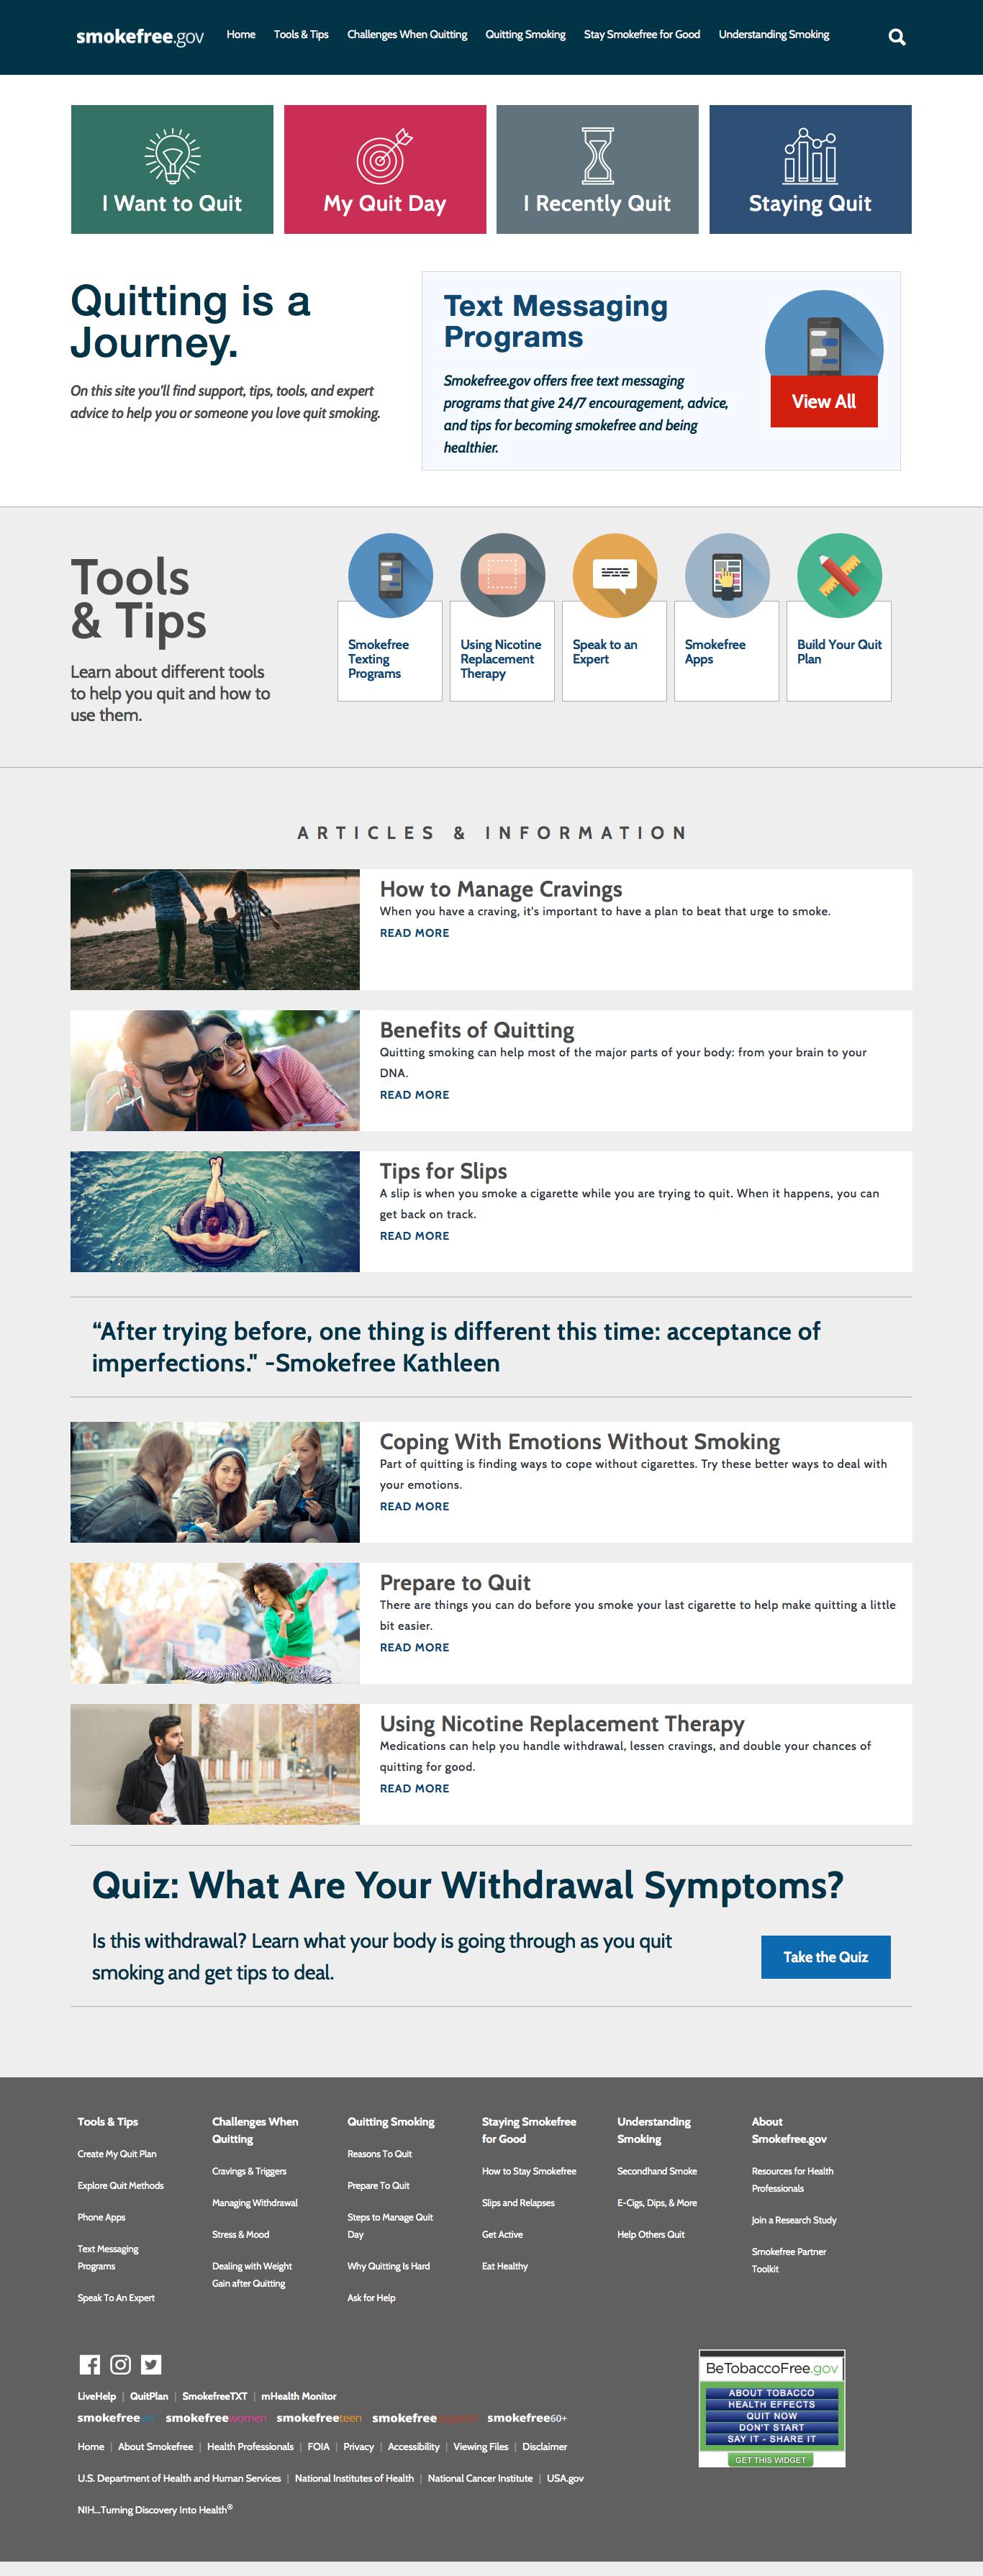 smokefree.gov
Home
Tools & Tips
Challenges When Quitting
Quitting Smoking
Stay Smokefree for Good
Understanding Smoking
I Want to Quit
My Quit Day
I Recently Quit
Staying Quit
Quitting is a
Journey.
On this site you'll find support, tips, tools, and expert
advice to help you or someone you love quit smoking.
Text Messaging
Programs
Smokefree.gov offers free text messaging
programs that give 24/7 encouragement, advice,
and tips for becoming smokefree and being
healthier.
View All
Tools
& Tips
Learn about different tools
to help you quit and how to
use them.
Smokefree
Texting
Programs
Using Nicotine
Replacement
Therapy
Speak to an
Expert
Smokefree
Apps
Build Your Quit
Plan
ARTICLES & INFORMATION
How to Manage Cravings
When you have a craving, it's important to have a plan to beat that urge to smoke.
READ MORE
Benefits of Quitting
Quitting smoking can help most of the major parts of your body: from your brain to your
DNA.
READ MORE
Tips for Slips
A slip is when you smoke a cigarette while you are trying to quit. When it happens, you can
get back on track.
READ MORE
“After trying before, one thing is different this time: acceptance of
imperfections." -Smokefree Kathleen
Coping With Emotions Without Smoking
Part of quitting is finding ways to cope without cigarettes. Try these better ways to deal with
your emotions.
READ MORE
Prepare to Quit
There are things you can do before you smoke your last cigarette to help make quitting a little
bit easier.
READ MORE
Using Nicotine Replacement Therapy
Medications can help you handle withdrawal, lessen cravings, and double your chances of
quitting for good.
READ MORE
Quiz: What Are Your Withdrawal Symptoms?
Is this withdrawal? Learn what your body is going through as you quit
smoking and get tips to deal.
Take the Quiz
Tools & Tips
Create My Quit Plan
Explore Quit Methods
Phone Apps
Text Messaging
Programs
Speak To An Expert
Challenges When
Quitting
Cravings & Triggers
Managing Withdrawal
Stress & Mood
Dealing with Weight
Gain after Quitting
Quitting Smoking
Reasons To Quit
Prepare To Quit
Steps to Manage Quit
Day
Why Quitting Is Hard
Ask for Help
Staying Smokefree
for Good
How to Stay Smokefree
Slips and Relapses
Get Active
Eat Healthy
Understanding
Smoking
Secondhand Smoke
E-Cigs, Dips, & More
Help Others Quit
About
Smokefree.gov
Resources for Health
Professionals
Join a Research Study
Smokefree Partner
Toolkit
LiveHelp | QuitPlan | SmokefreeTXT | mHealth Monitor
smokefree smokefreewomen smokefreeteen smokefree smokefree60+
Home | About Smokefree | Health Professionals | FOIA | Privacy | Accessibility | Viewing Files | Disclaimer
U.S. Department of Health and Human Services | National Institutes of Health | National Cancer Institute | USA.gov
NIH...Turning Discovery Into Health®
BeTobaccoFree.gov
ABOUT TOBACCO
HEALTH EFFECTS
QUIT NOW
DON'T START
SAY IT - SHARE IT
GET THIS WIDGET